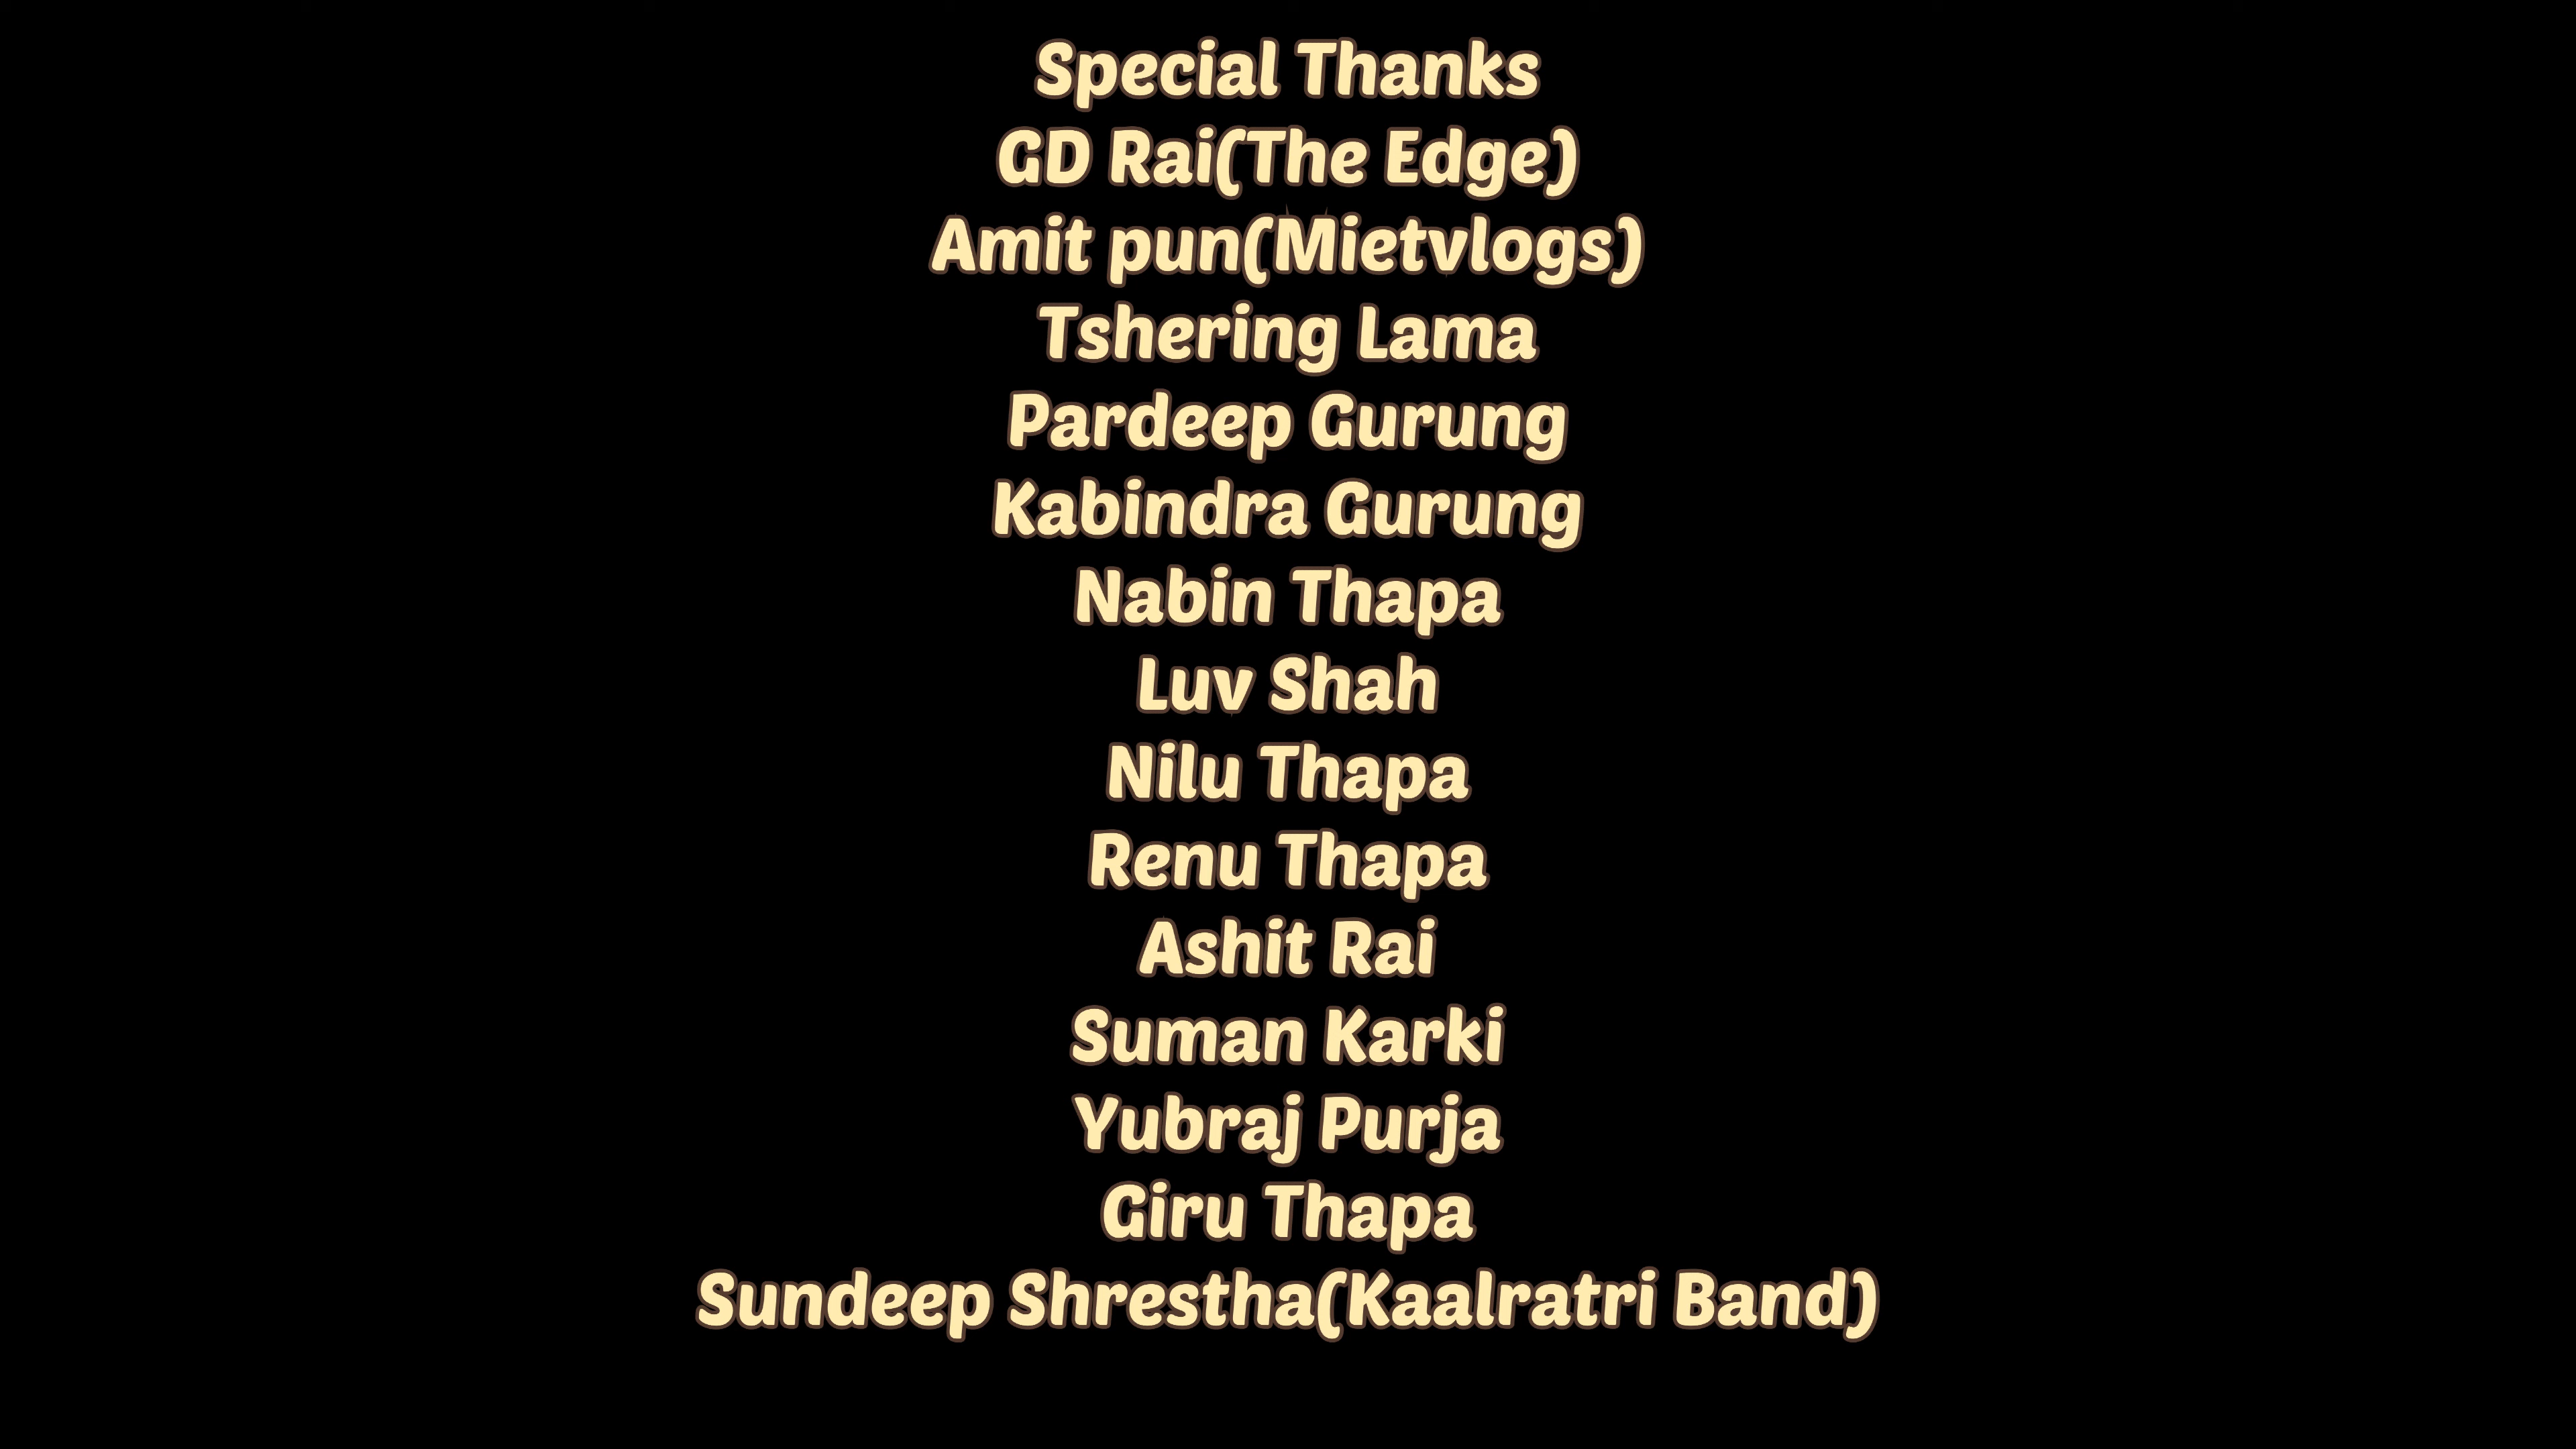 Special Thanks
GD Rai(The Edge)
Amit pun(Mietvlogs)
Tshering Lama
Pardeep Gurung
Kabindra Gurung
Nabin Thapa
Luv Shah
Nilu Thapa
Renu Thapa
Ashit Rai
Suman Karki
Yubraj Purja
Giru Thapa
Sundeep Shrestha(Kaalratri Band)